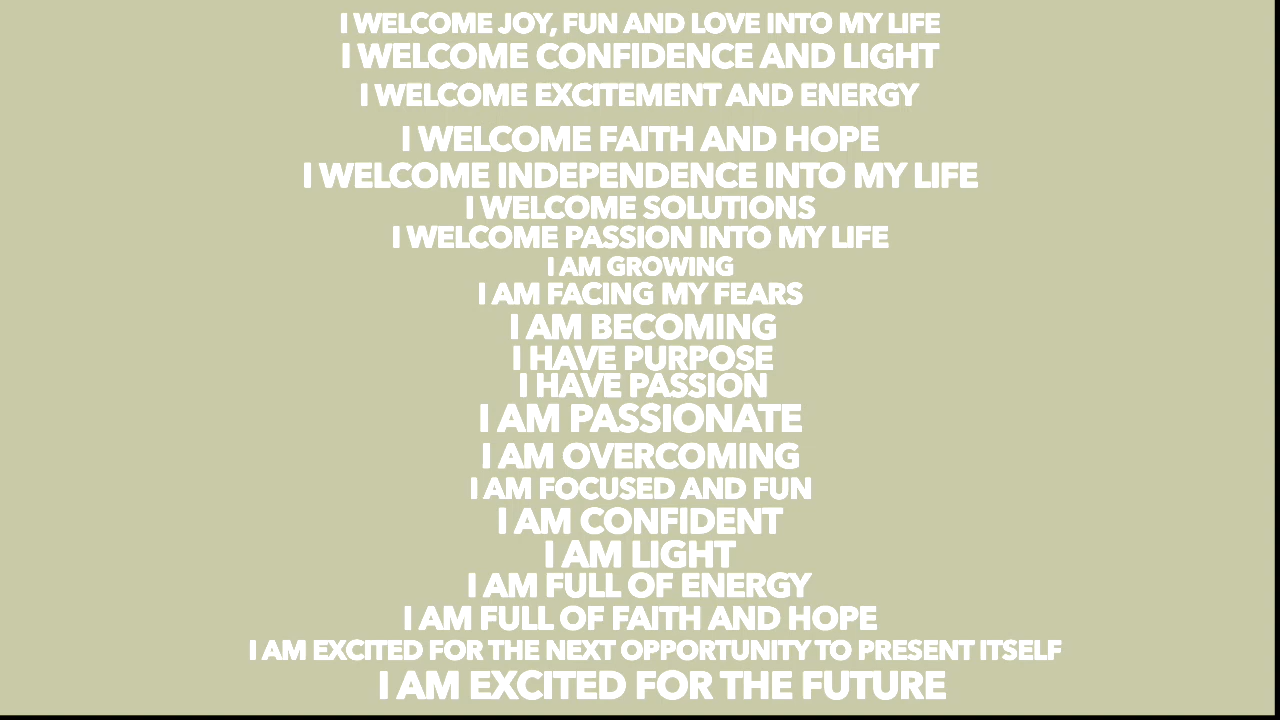 I WELCOME JOY, FUN AND LOVE INTO MY LIFE
I WELCOME CONFIDENCE AND LIGHT
I WELCOME EXCITEMENT AND ENERGY
I WELCOME FAITH AND HOPE
I WELCOME INDEPENDENCE INTO MY LIFE
I WELCOME SOLUTIONS
I WELCOME PASSION INTO MY LIFE
I AM GROWING
I AM FACING MY FEARS
I AM BECOMING
I HAVE PURPOSE
I HAVE PASSION
I AM PASSIONATE
I AM OVERCOMING
I AM FOCUSED AND FUN
I AM CONFIDENT
I AM LIGHT
I AM FULL OF ENERGY
I AM FULL OF FAITH AND HOPE
I AM EXCITED FOR THE NEXT OPPORTUNITY TO PRESENT ITSELF
I AM EXCITED FOR THE FUTURE